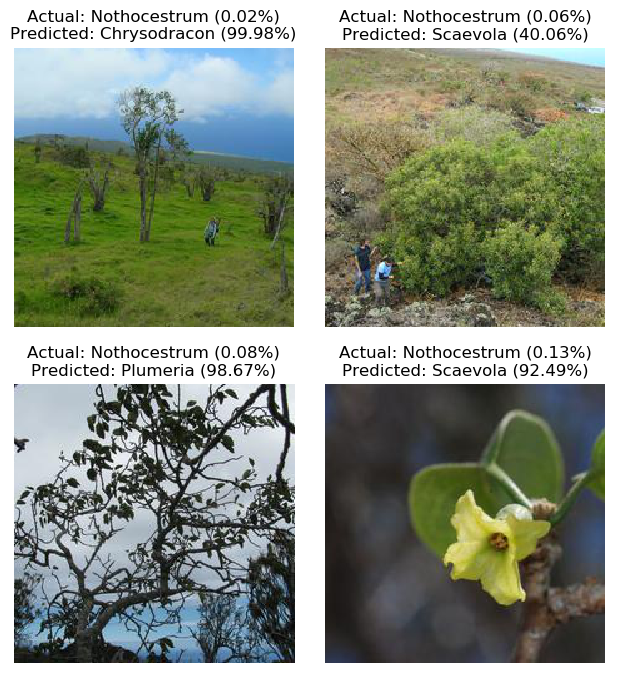 Actual: Nothocestrum (0.02%)
Predicted: Chrysodracon (99.98%)
Actual: Nothocestrum (0.06%)
Predicted: Scaevola (40.06%)
Actual: Nothocestrum (0.08%)
Predicted: Plumeria (98.67%)
Actual: Nothocestrum (0.13%)
Predicted: Scaevola (92.49%)